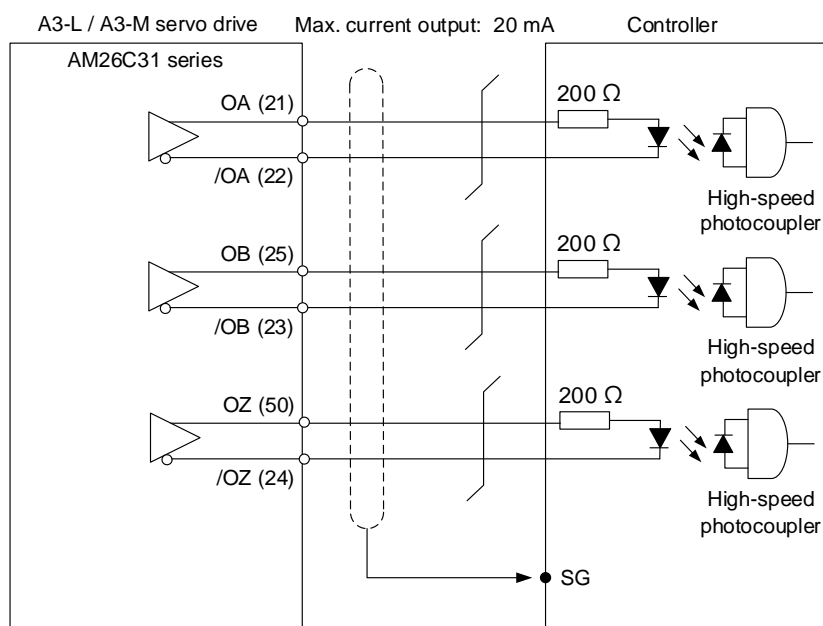 A3-L / A3-M servo drive
Max. current output: 20 mA
Controller
AM26C31 series
OA (21)
200 Ω
/OA (22)
High-speed
photocoupler
OB (25)
200 Ω
/OB (23)
High-speed
photocoupler
OZ (50)
200 Ω
/OZ (24)
High-speed
photocoupler
SG